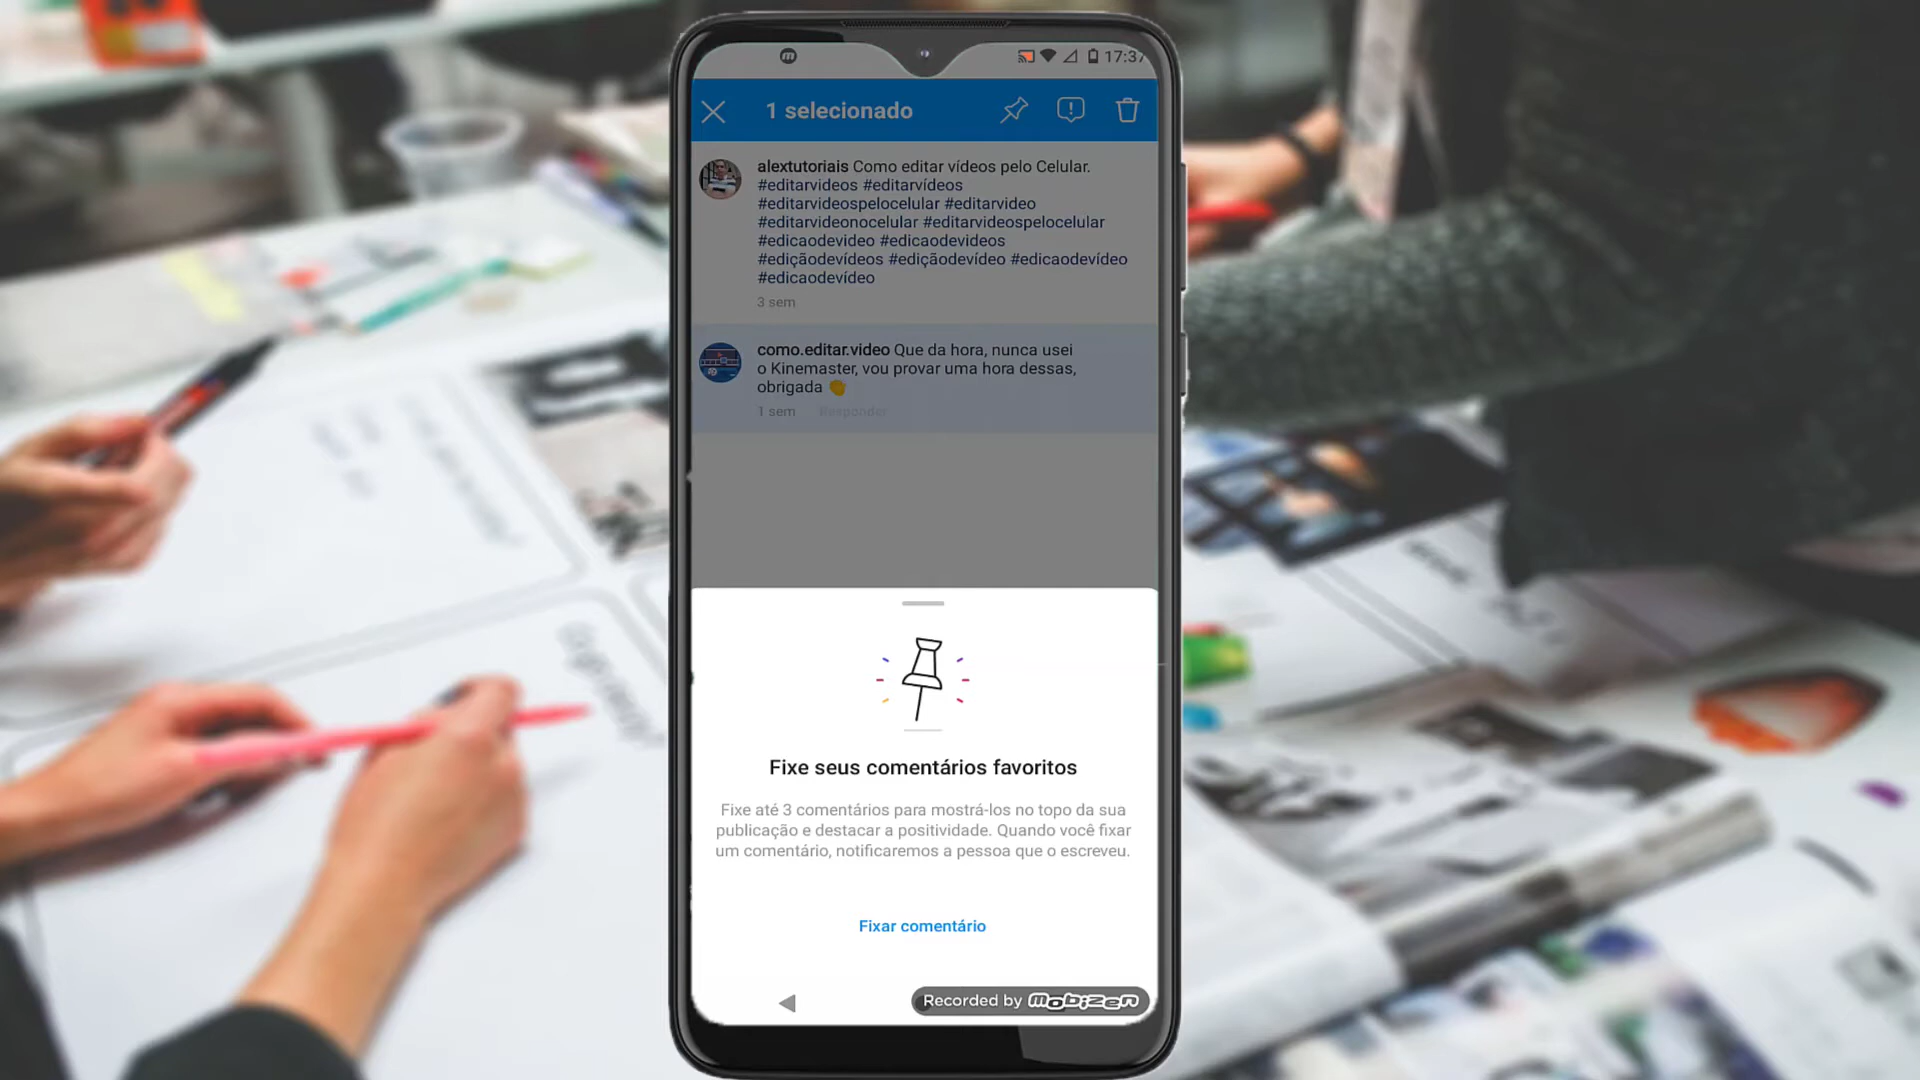 17:37
1 selecionado
alextutoriais Como editar vídeos pelo Celular.
#editarvideos #editarvídeos
#editarvideospelocelular #editarvideo
#editarvideonocelular #editarvideospelocelular
#edicaodevideo #edicaodevideos
#ediçãodevídeos #ediçãodevídeo #edicaodevídeo
#edicaodevídeo
3 sem
como.editar.video Que da hora, nunca usei
o Kinemaster, vou provar uma hora dessas,
obrigada 👏
1 sem Responder
Fixe seus comentários favoritos
Fixe até 3 comentários para mostrá-los no topo da sua
publicação e destacar a positividade. Quando você fixar
um comentário, notificaremos a pessoa que o escreveu.
Fixar comentário
Recorded by mobizen